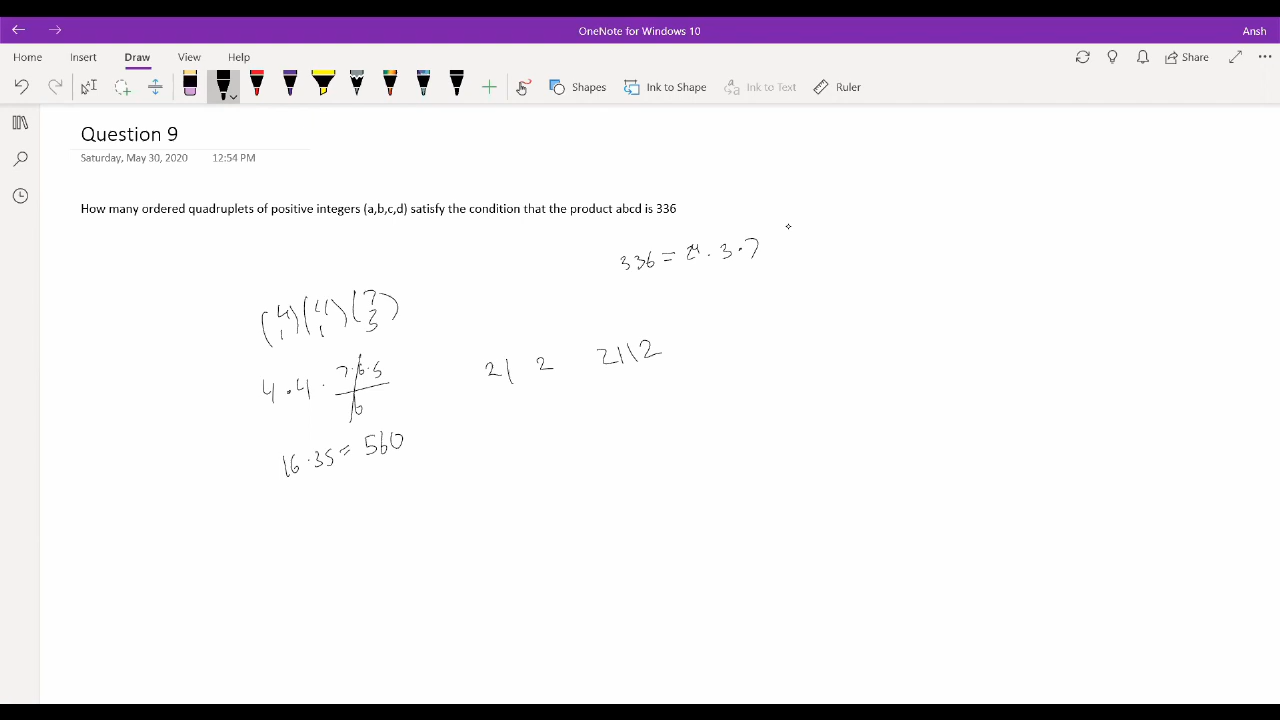 OneNote for Windows 10
Ansh
Home Insert Draw View Help
Share
Shapes Ink to Shape Ink to Text Ruler
Question 9
Saturday, May 30, 2020 12:54 PM
How many ordered quadruplets of positive integers (a,b,c,d) satisfy the condition that the product abcd is 336
336 = 2⁴ · 3 · 7
(4 1)(4 1)(7 3)
4 · 4 · 7·6·5/6
2| 2 2||2
16·35 = 560